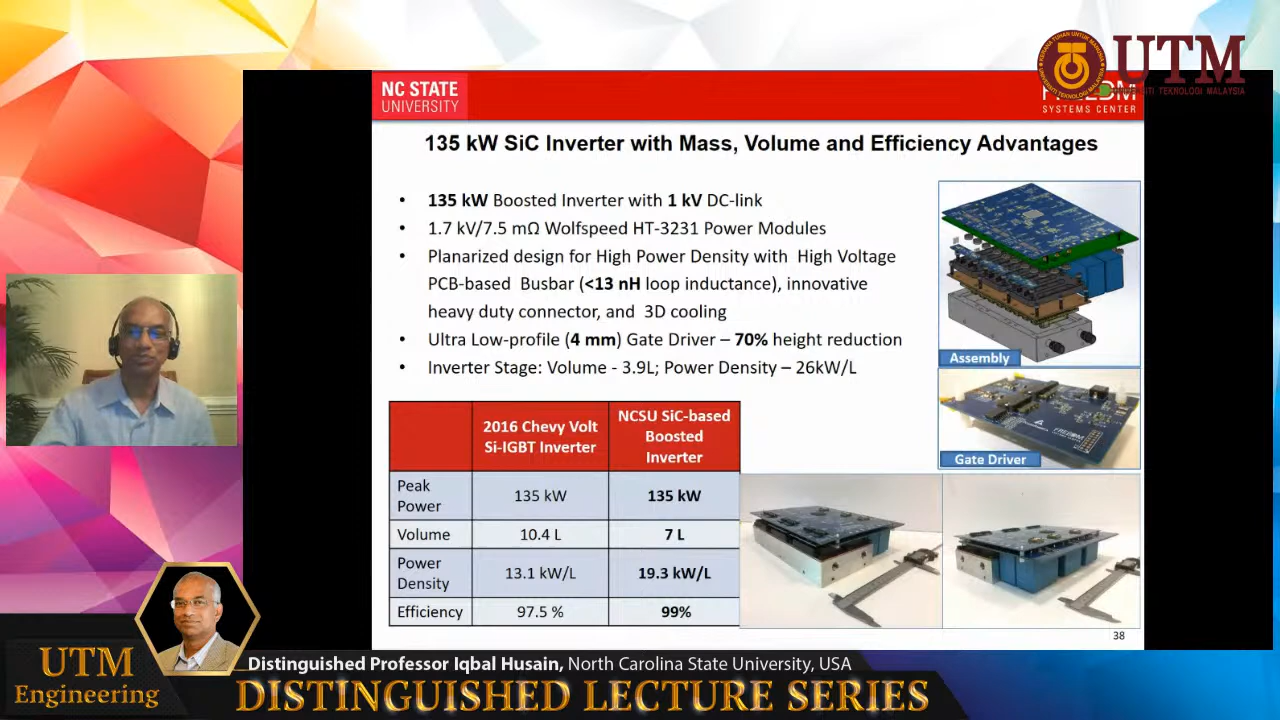 UTM
UNIVERSITI TEKNOLOGI MALAYSIA
NC STATE
UNIVERSITY
SYSTEMS CENTER
135 kW SiC Inverter with Mass, Volume and Efficiency Advantages
• 135 kW Boosted Inverter with 1 kV DC-link
• 1.7 kV/7.5 mΩ Wolfspeed HT-3231 Power Modules
• Planarized design for High Power Density with High Voltage
PCB-based Busbar (<13 nH loop inductance), innovative
heavy duty connector, and 3D cooling
• Ultra Low-profile (4 mm) Gate Driver – 70% height reduction
• Inverter Stage: Volume - 3.9L; Power Density – 26kW/L
Assembly
Gate Driver
2016 Chevy Volt
Si-IGBT Inverter
NCSU SiC-based
Boosted
Inverter
Peak
Power
135 kW
135 kW
Volume
10.4 L
7 L
Power
Density
13.1 kW/L
19.3 kW/L
Efficiency
97.5 %
99%
38
UTM
Engineering
Distinguished Professor Iqbal Husain, North Carolina State University, USA
DISTINGUISHED LECTURE SERIES